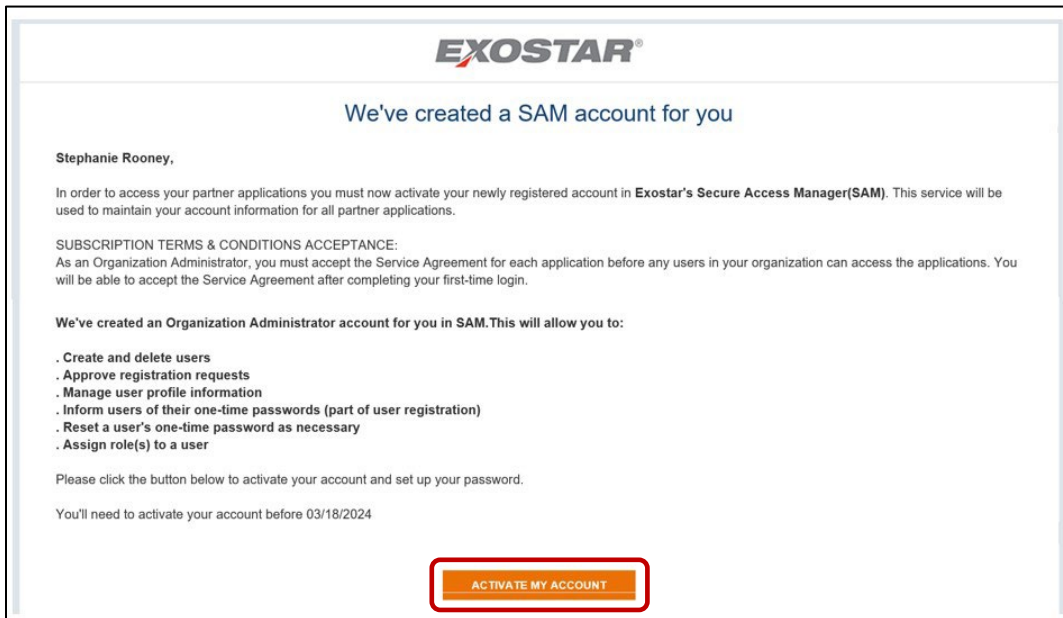 EXOSTAR®
We've created a SAM account for you
Stephanie Rooney,
In order to access your partner applications you must now activate your newly registered account in Exostar's Secure Access Manager(SAM). This service will be
used to maintain your account information for all partner applications.
SUBSCRIPTION TERMS & CONDITIONS ACCEPTANCE:
As an Organization Administrator, you must accept the Service Agreement for each application before any users in your organization can access the applications. You
will be able to accept the Service Agreement after completing your first-time login.
We've created an Organization Administrator account for you in SAM.This will allow you to:
. Create and delete users
. Approve registration requests
. Manage user profile information
. Inform users of their one-time passwords (part of user registration)
. Reset a user's one-time password as necessary
. Assign role(s) to a user
Please click the button below to activate your account and set up your password.
You'll need to activate your account before 03/18/2024
ACTIVATE MY ACCOUNT